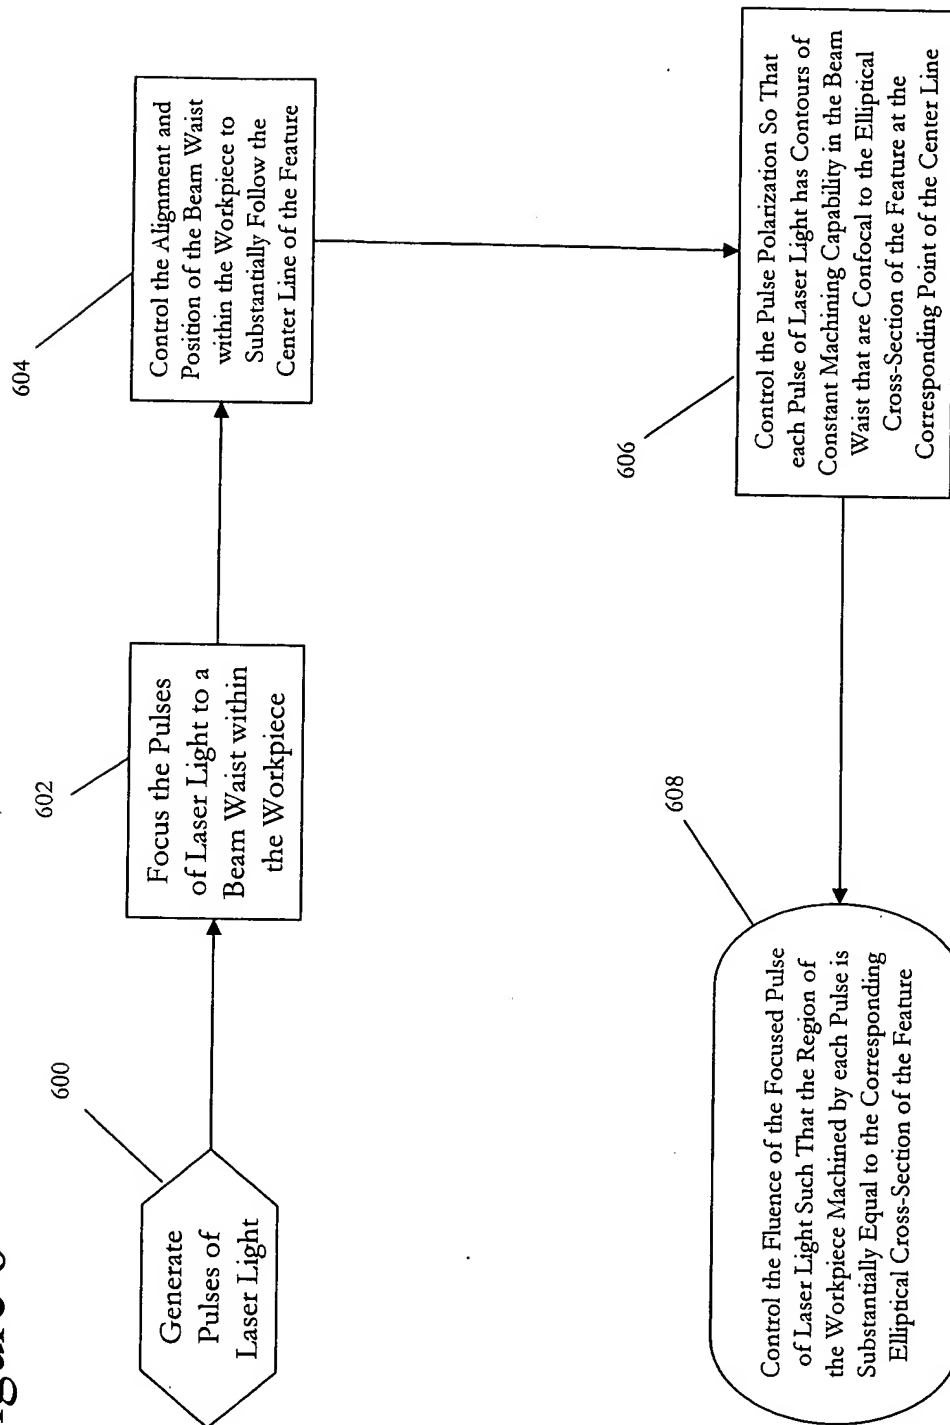 600
Generate
Pulses of
Laser Light
602
Focus the Pulses
of Laser Light to a
Beam Waist within
the Workpiece
604
Control the Alignment and
Position of the Beam Waist
within the Workpiece to
Substantially Follow the
Center Line of the Feature
606
Control the Pulse Polarization So That
each Pulse of Laser Light has Contours of
Constant Machining Capability in the Beam
Waist that are Confocal to the Elliptical
Cross-Section of the Feature at the
Corresponding Point of the Center Line
608
Control the Fluence of the Focused Pulse
of Laser Light Such That the Region of
the Workpiece Machined by each Pulse is
Substantially Equal to the Corresponding
Elliptical Cross-Section of the Feature